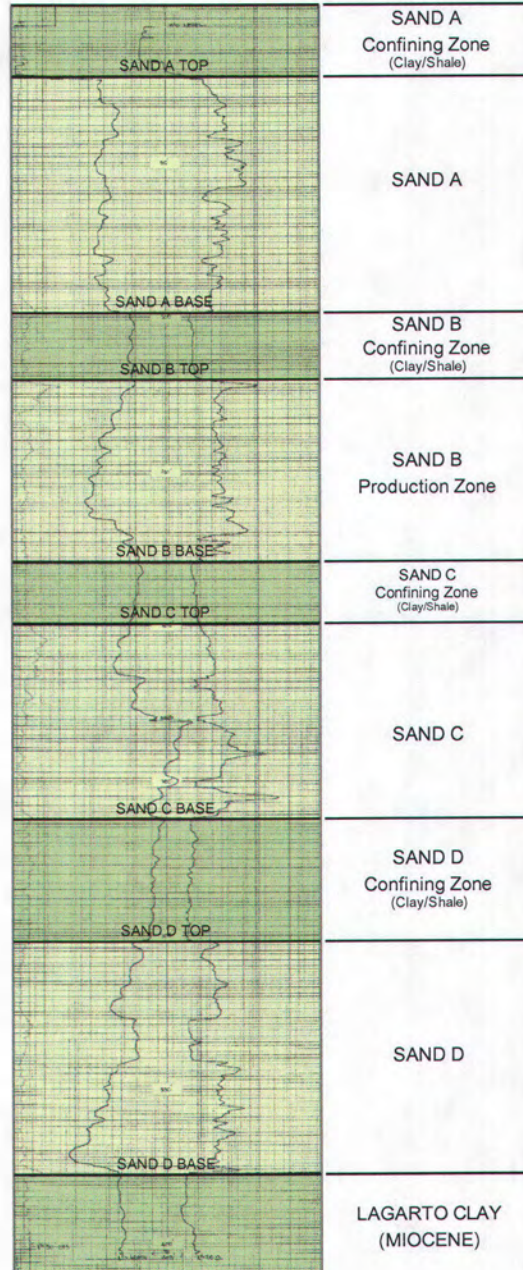 SAND A
Confining Zone
(Clay/Shale)
SAND A TOP
SAND A
SAND A BASE
SAND B
Confining Zone
(Clay/Shale)
SAND B TOP
SAND B
Production Zone
SAND B BASE
SAND C
Confining Zone
(Clay/Shale)
SAND C TOP
SAND C
SAND C BASE
SAND D
Confining Zone
(Clay/Shale)
SAND D TOP
SAND D
SAND D BASE
LAGARTO CLAY
(MIOCENE)